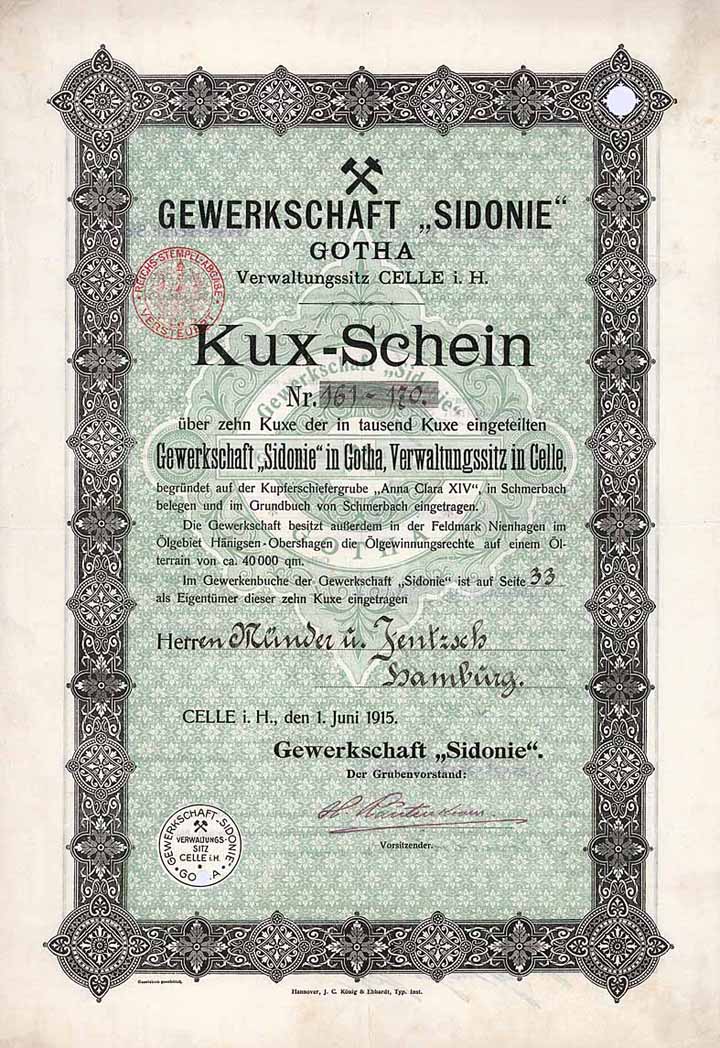 GEWERKSCHAFT „SIDONIE“
GOTHA
Verwaltungssitz CELLE i. H.
REICHS-STEMPEL-ABGABE
VERSTEUERT
Kux-Schein
Nr. 161 - 170.
über zehn Kuxe der in tausend Kuxe eingeteilten
Gewerkschaft „Sidonie“ in Gotha, Verwaltungssitz in Celle,
begründet auf der Kupferschiefergrube „Anna Clara XIV“, in Schmerbach
belegen und im Grundbuch von Schmerbach eingetragen.
Die Gewerkschaft besitzt außerdem in der Feldmark Nienhagen im
Ölgebiet Hänigsen-Obershagen die Ölgewinnungsrechte auf einem Öl-
terrain von ca. 40000 qm.
Im Gewerkenbuche der Gewerkschaft „Sidonie“ ist auf Seite 33
als Eigentümer dieser zehn Kuxe eingetragen
Herren Münder u. Jentzsch
Hamburg.
CELLE i. H., den 1. Juni 1915.
Gewerkschaft „Sidonie“.
Der Grubenvorstand:
Vorsitzender.
GEWERKSCHAFT „SIDONIE“
VERWALTUNGS-
SITZ
CELLE i. H.
GO A
Gewerkschaft „Sidonie“
GOTHA
Hannover, J. C. König & Ebhardt, Typ. Inst.